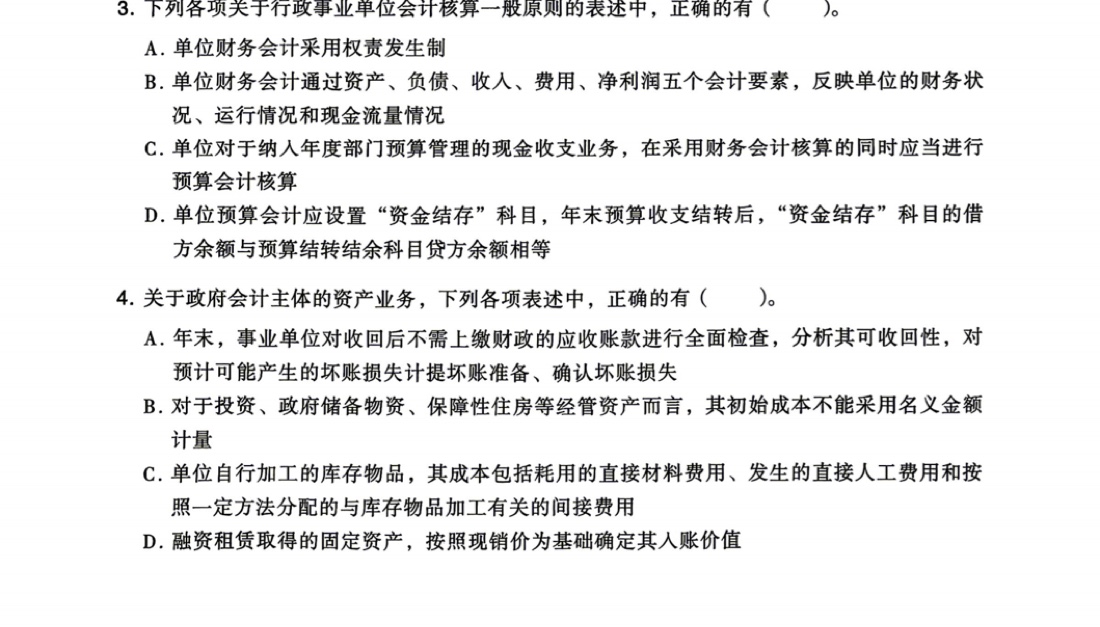 3. 下列各项关于行政事业单位会计核算一般原则的表述中，正确的有（　　）。
A. 单位财务会计采用权责发生制
B. 单位财务会计通过资产、负债、收入、费用、净利润五个会计要素，反映单位的财务状
况、运行情况和现金流量情况
C. 单位对于纳入年度部门预算管理的现金收支业务，在采用财务会计核算的同时应当进行
预算会计核算
D. 单位预算会计应设置“资金结存”科目，年末预算收支结转后，“资金结存”科目的借
方余额与预算结转结余科目贷方余额相等
4. 关于政府会计主体的资产业务，下列各项表述中，正确的有（　　）。
A. 年末，事业单位对收回后不需上缴财政的应收账款进行全面检查，分析其可收回性，对
预计可能产生的坏账损失计提坏账准备、确认坏账损失
B. 对于投资、政府储备物资、保障性住房等经管资产而言，其初始成本不能采用名义金额
计量
C. 单位自行加工的库存物品，其成本包括耗用的直接材料费用、发生的直接人工费用和按
照一定方法分配的与库存物品加工有关的间接费用
D. 融资租赁取得的固定资产，按照现销价为基础确定其入账价值